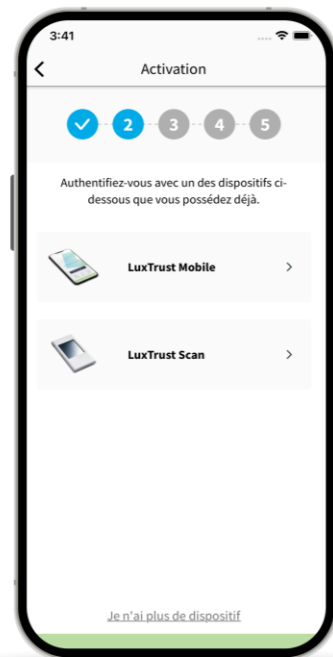 3:41
Activation
2 3 4 5
Authentifiez-vous avec un des dispositifs ci-
dessous que vous possédez déjà.
LuxTrust Mobile
LuxTrust Scan
Je n'ai plus de dispositif